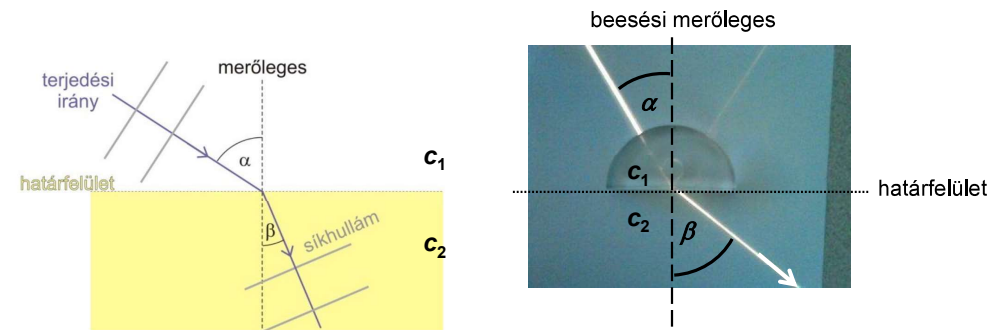 merőleges
terjedési
irány
α
c1
határfelület
β
síkhullám
c2
beesési merőleges
α
c1
határfelület
c2
β